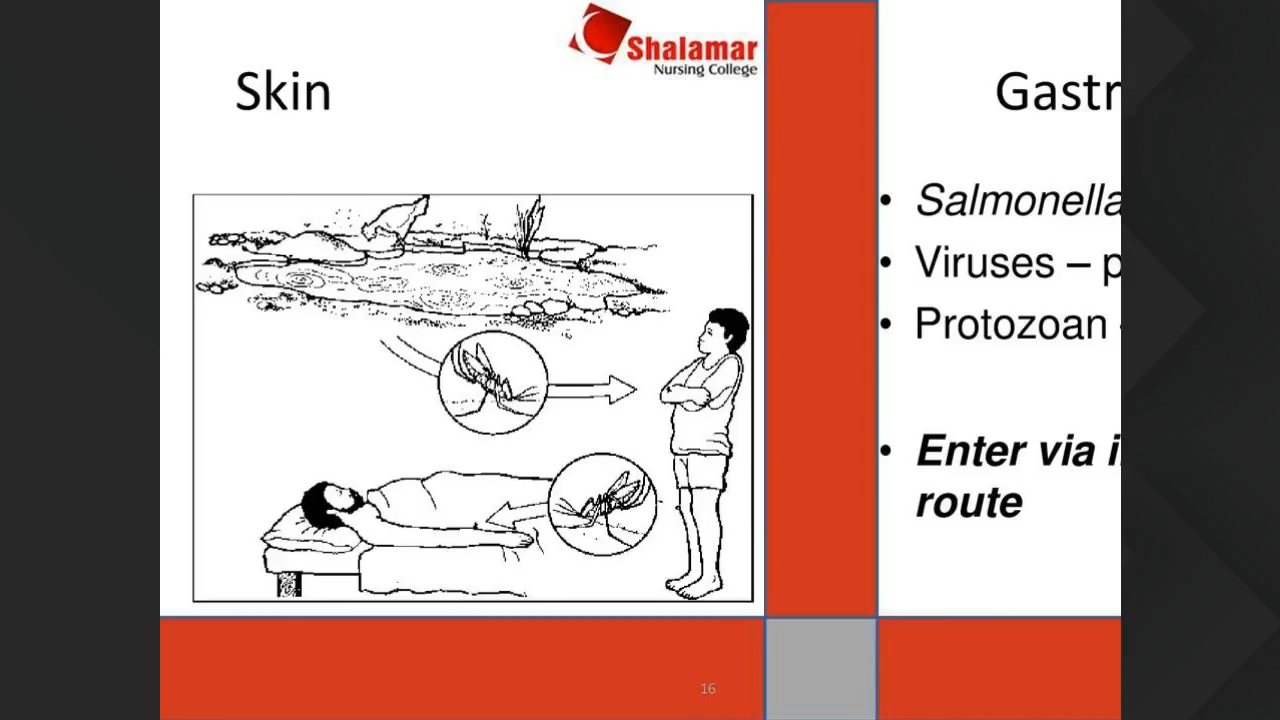 Shalamar
Nursing College
Skin
16
Gastr
• Salmonella
• Viruses – p
• Protozoan
• Enter via i
route